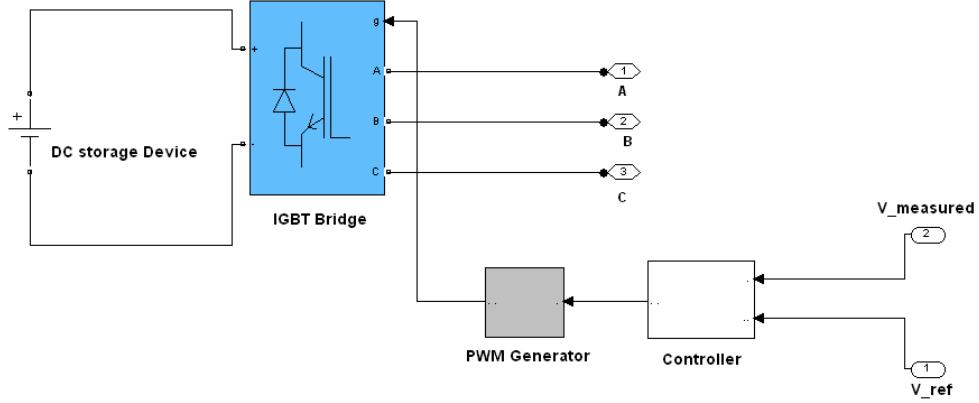 g
+
A
1
A
+
B
2
B
DC storage Device
-
C
3
C
IGBT Bridge
V_measured
2
PWM Generator
Controller
1
V_ref